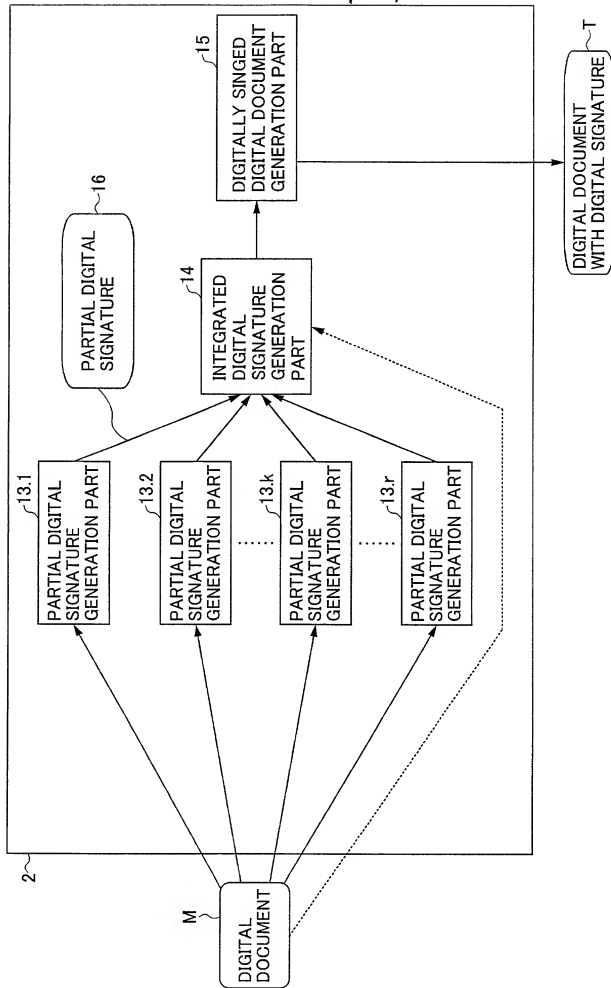 2
M
DIGITAL
DOCUMENT
13.1
PARTIAL DIGITAL
SIGNATURE
GENERATION PART
13.2
PARTIAL DIGITAL
SIGNATURE
GENERATION PART
13.k
PARTIAL DIGITAL
SIGNATURE
GENERATION PART
13.r
PARTIAL DIGITAL
SIGNATURE
GENERATION PART
16
PARTIAL DIGITAL
SIGNATURE
14
INTEGRATED
DIGITAL
SIGNATURE
GENERATION
PART
15
DIGITALLY SINGED
DIGITAL DOCUMENT
GENERATION PART
T
DIGITAL DOCUMENT
WITH DIGITAL SIGNATURE